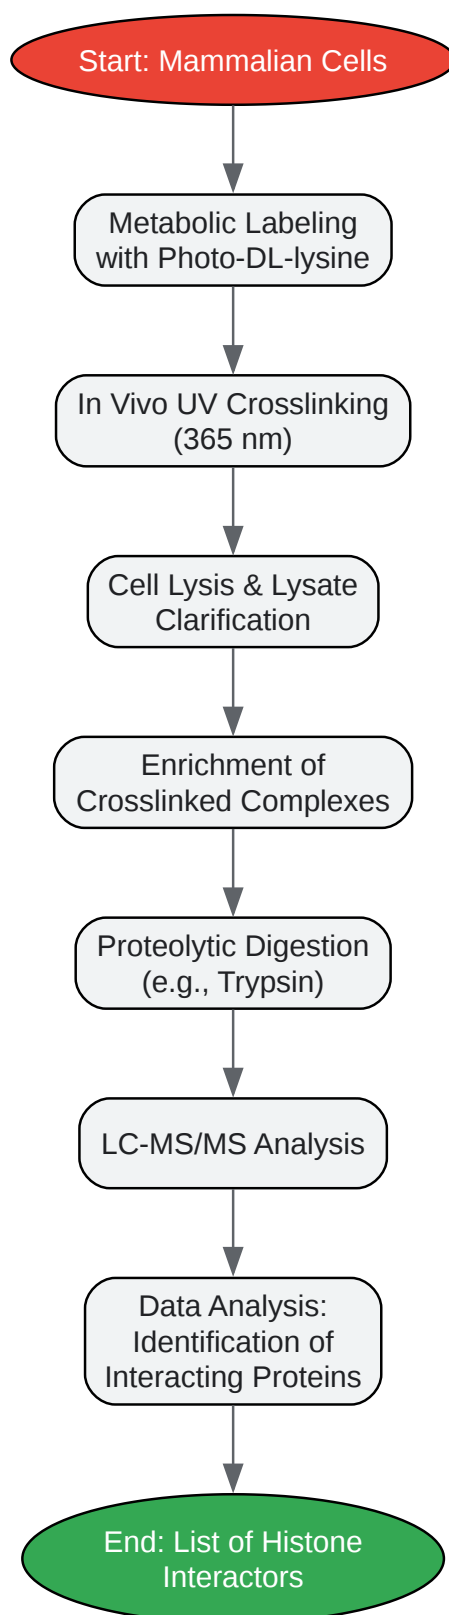 Start: Mammalian Cells
Metabolic Labeling
with Photo-DL-lysine
In Vivo UV Crosslinking
(365 nm)
Cell Lysis & Lysate
Clarification
Enrichment of
Crosslinked Complexes
Proteolytic Digestion
(e.g., Trypsin)
LC-MS/MS Analysis
Data Analysis:
Identification of
Interacting Proteins
End: List of Histone
Interactors